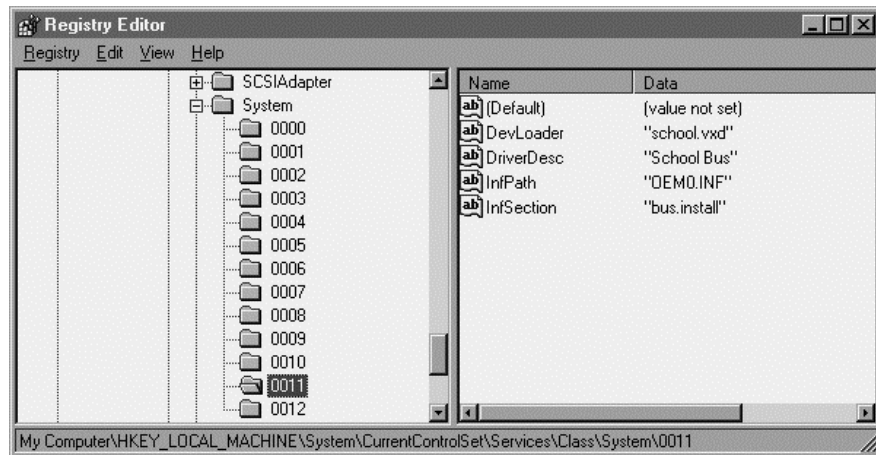 Registry Editor
Registry Edit View Help
SCSIAdapter
System
0000
0001
0002
0003
0004
0005
0006
0007
0008
0009
0010
0011
0012
Name Data
(Default) (value not set)
DevLoader "school.vxd"
DriverDesc "School Bus"
InfPath "OEM0.INF"
InfSection "bus.install"
My Computer\HKEY_LOCAL_MACHINE\System\CurrentControlSet\Services\Class\System\0011